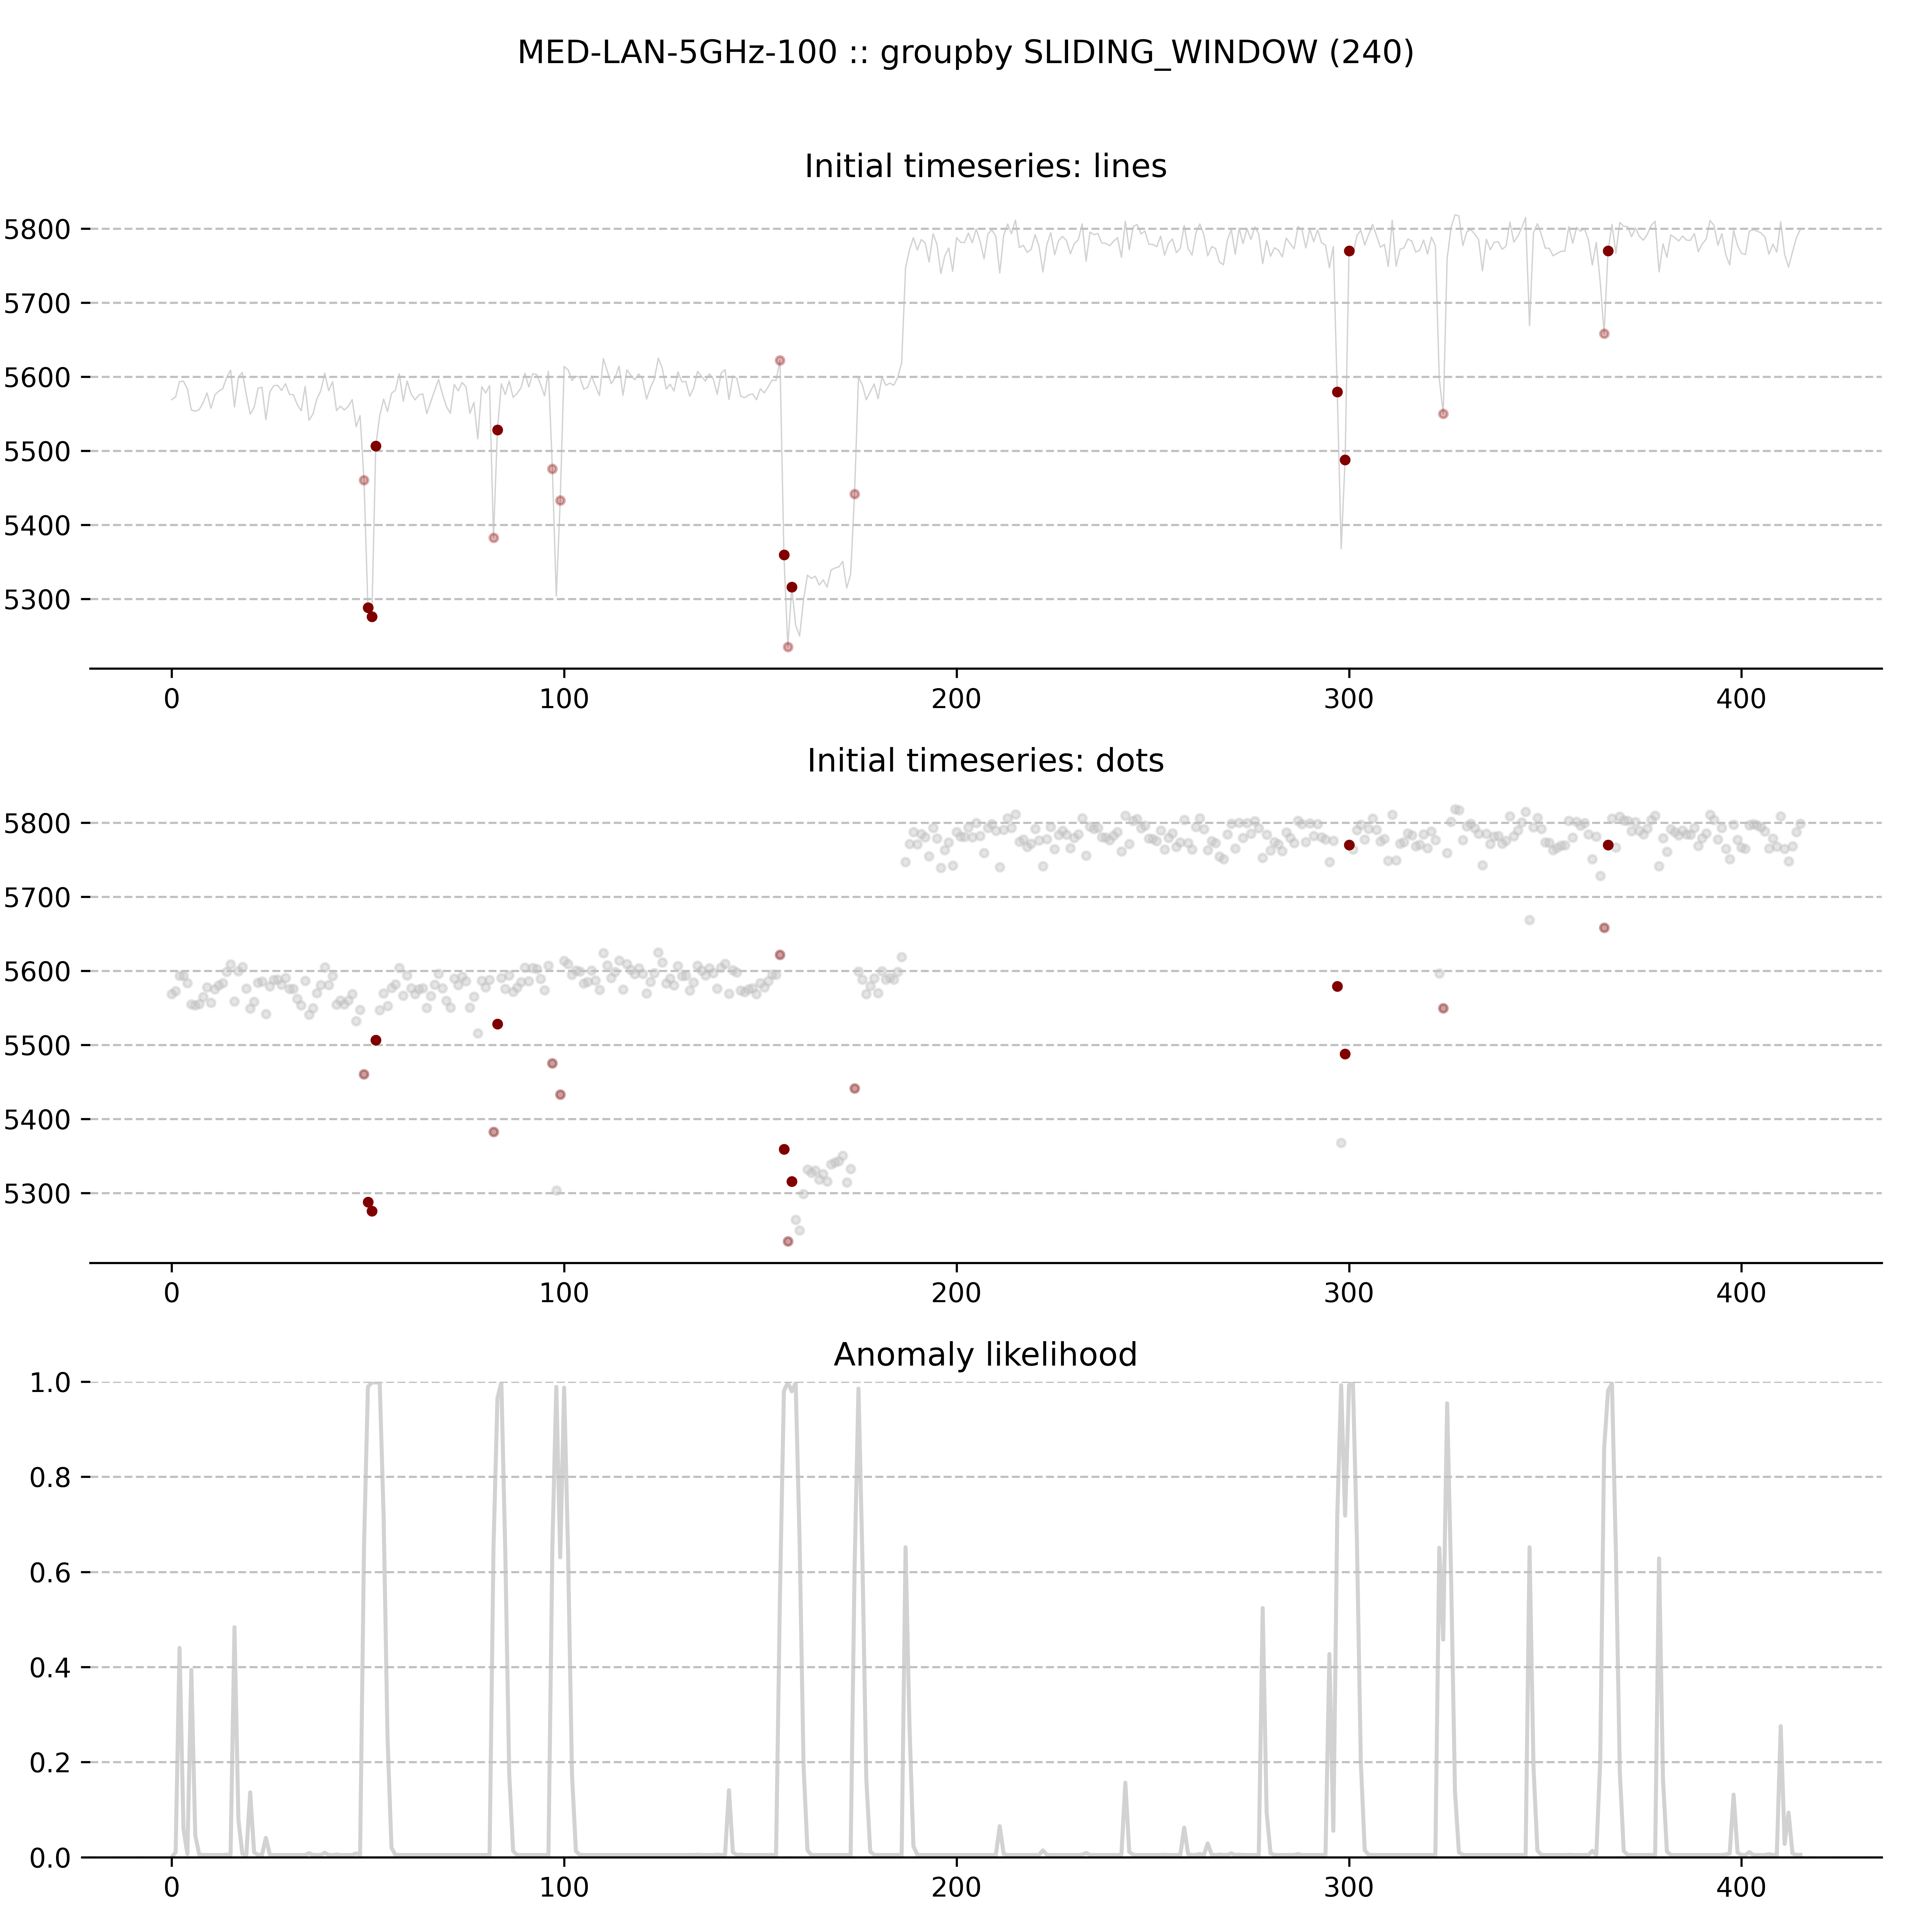 MED-LAN-5GHz-100 :: groupby SLIDING_WINDOW (240)
Initial timeseries: lines
5800
5700
5600
5500
5400
5300
0 100 200 300 400
Initial timeseries: dots
5800
5700
5600
5500
5400
5300
0 100 200 300 400
Anomaly likelihood
1.0
0.8
0.6
0.4
0.2
0.0
0 100 200 300 400